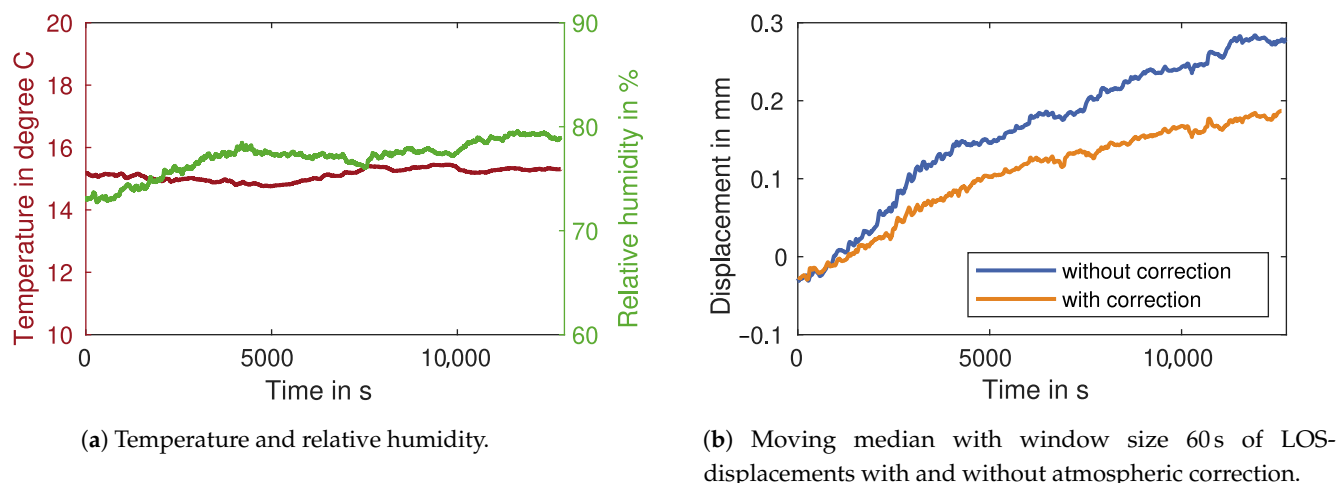 20
18
16
14
12
10
Temperature in degree C
90
80
70
60
Relative humidity in %
0
5000
10,000
Time in s
(a) Temperature and relative humidity.
0.3
0.2
0.1
0
−0.1
Displacement in mm
without correction
with correction
0
5000
10,000
Time in s
(b) Moving median with window size 60s of LOS-
displacements with and without atmospheric correction.